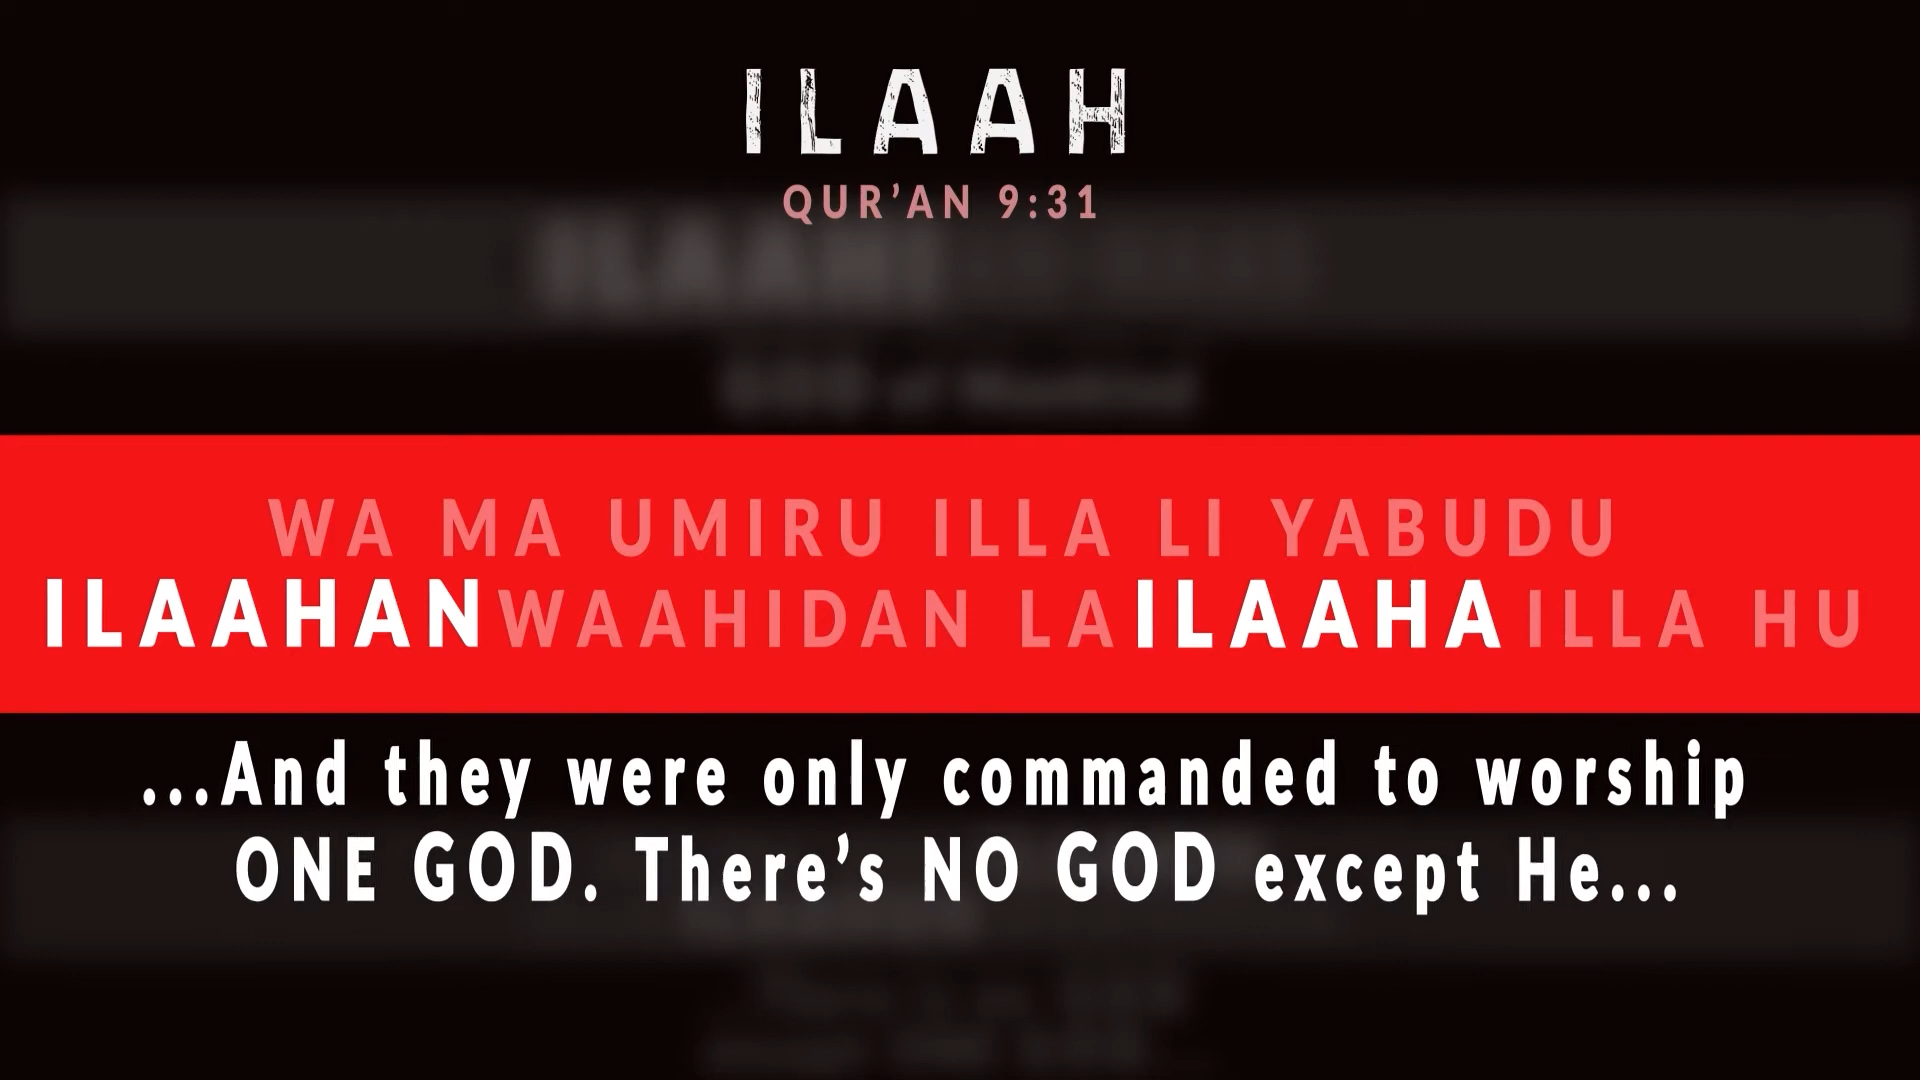 ILAAH
QUR'AN 9:31
WA MA UMIRU ILLA LI YABUDU
ILAAHAN WAAHIDAN LA ILAAHA ILLA HU
...And they were only commanded to worship
ONE GOD. There's NO GOD except He...